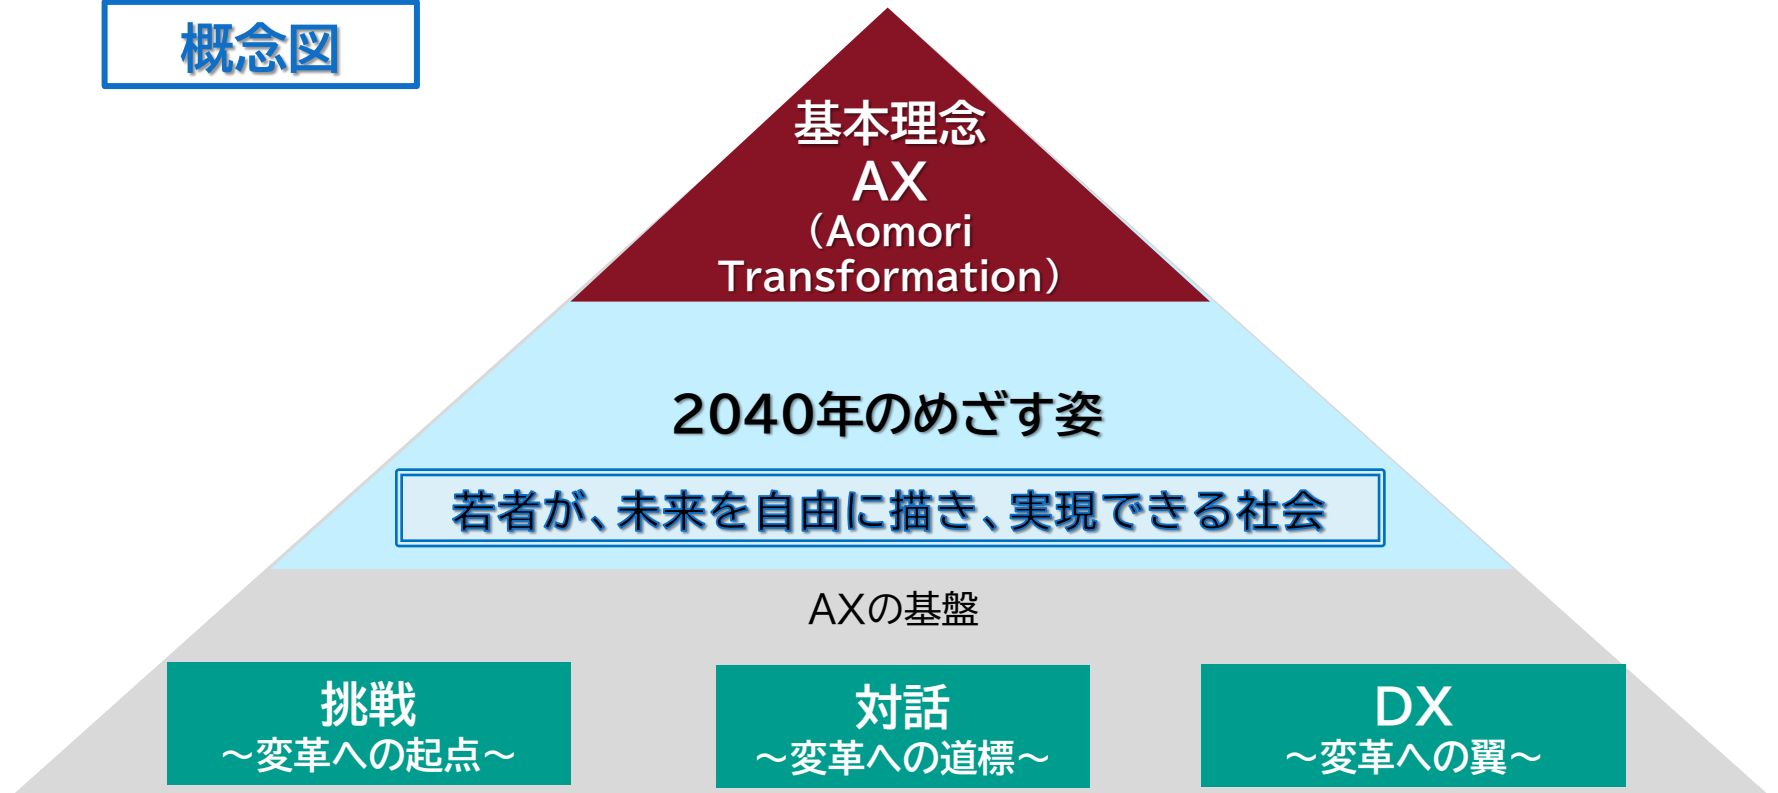 概念図
基本理念
AX
（Aomori
Transformation）
2040年のめざす姿
若者が、未来を自由に描き、実現できる社会
AXの基盤
挑戦
～変革への起点～
対話
～変革への道標～
DX
～変革への翼～